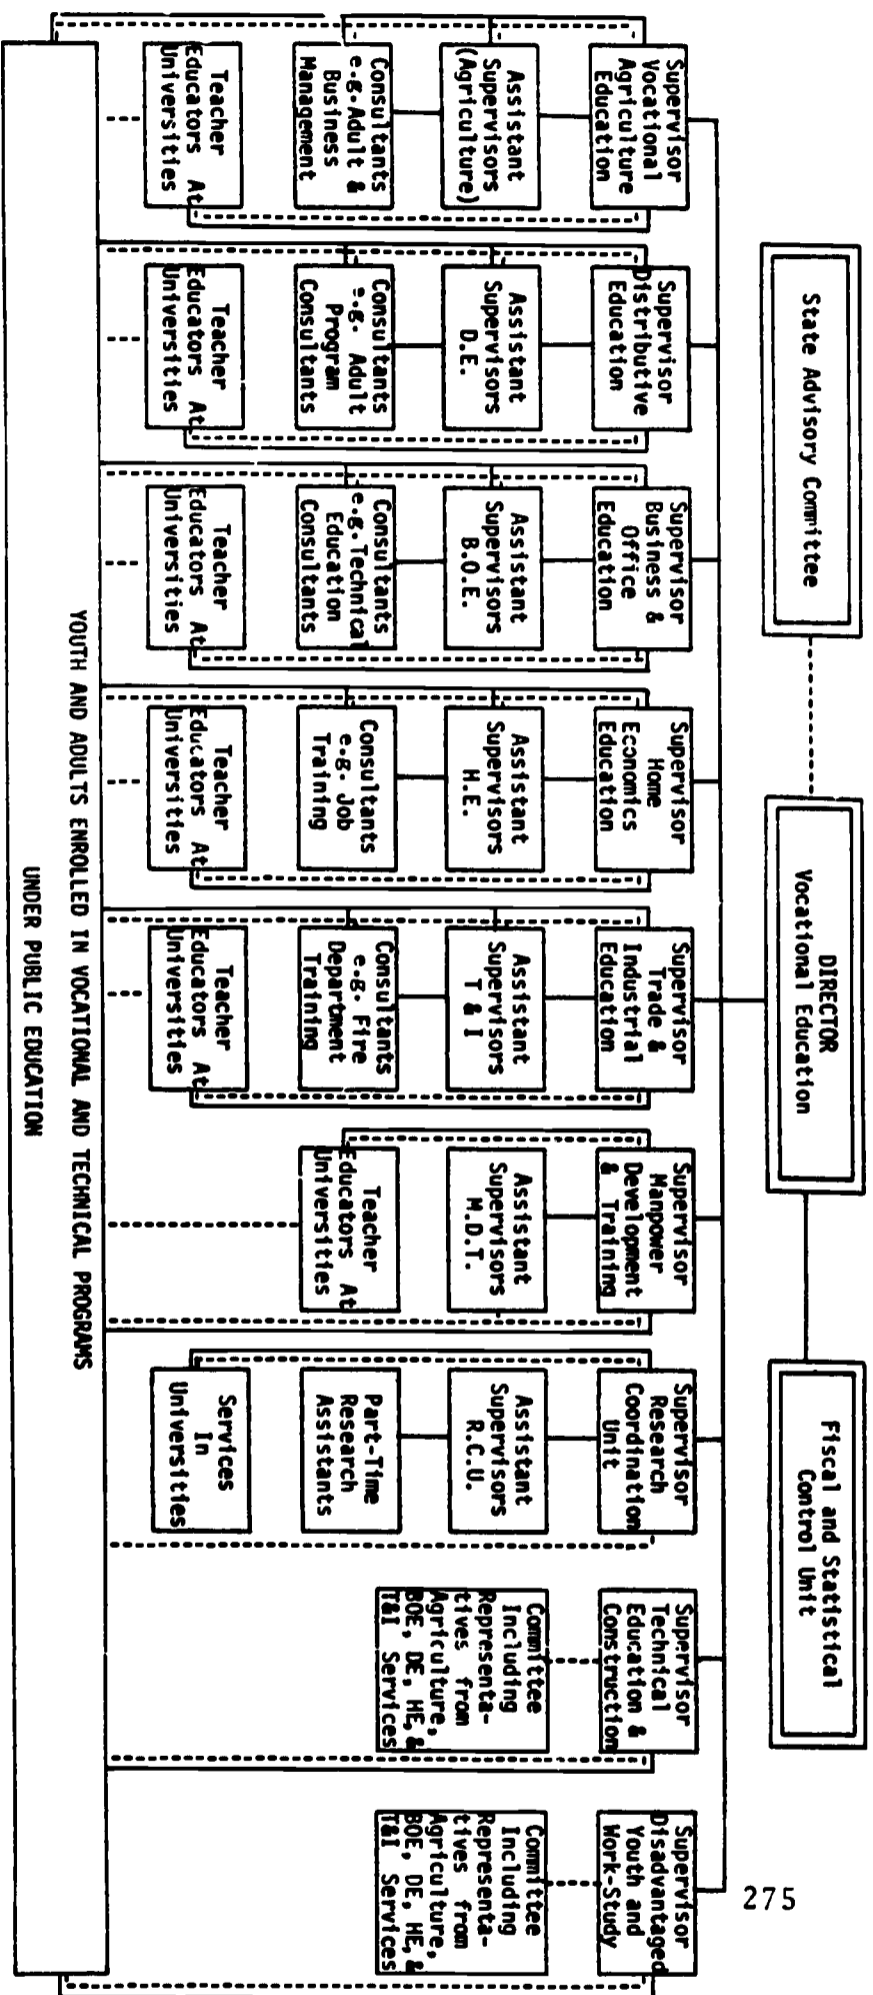 State Advisory Committee
DIRECTOR
Vocational Education
Fiscal and Statistical
Control Unit
Supervisor
Vocational
Agriculture
Education
Assistant
Supervisors
(Agriculture)
Consultants
e.g. Adult &
Business
Management
Teacher
Educators At
Universities
Supervisor
Distributive
Education
Assistant
Supervisors
D.E.
Consultants
e.g. Adult
Program
Consultants
Teacher
Educators At
Universities
Supervisor
Business &
Office
Education
Assistant
Supervisors
B.O.E.
Consultants
e.g. Technical
Education
Consultants
Teacher
Educators At
Universities
Supervisor
Home
Economics
Education
Assistant
Supervisors
H.E.
Consultants
e.g. Job
Training
Teacher
Educators At
Universities
Supervisor
Trade &
Industrial
Education
Assistant
Supervisors
T & I
Consultants
e.g. Fire
Department
Training
Teacher
Educators At
Universities
Supervisor
Manpower
Development
& Training
Assistant
Supervisors
M.D.T.
Teacher
Educators At
Universities
Supervisor
Research
Coordination
Unit
Assistant
Supervisors
R.C.U.
Part-Time
Research
Assistants
Services
In
Universities
Supervisor
Technical
Education &
Construction
Committee
Including
Representa-
tives from
Agriculture,
BOE, DE, HE, &
T&I Services
Supervisor
Disadvantaged
Youth and
Work-Study
Committee
Including
Representa-
tives from
Agriculture,
BOE, DE, HE, &
T&I Services
YOUTH AND ADULTS ENROLLED IN VOCATIONAL AND TECHNICAL PROGRAMS
UNDER PUBLIC EDUCATION
275